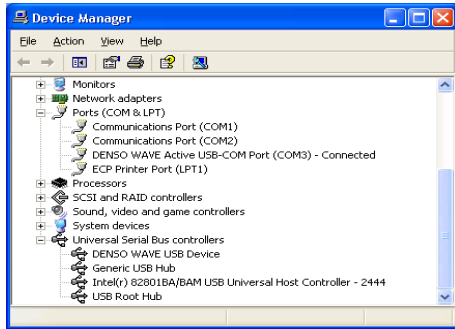 Device Manager
File Action View Help
Monitors
Network adapters
Ports (COM & LPT)
Communications Port (COM1)
Communications Port (COM2)
DENSO WAVE Active USB-COM Port (COM3) - Connected
ECP Printer Port (LPT1)
Processors
SCSI and RAID controllers
Sound, video and game controllers
System devices
Universal Serial Bus controllers
DENSO WAVE USB Device
Generic USB Hub
Intel(r) 82801BA/BAM USB Universal Host Controller - 2444
USB Root Hub